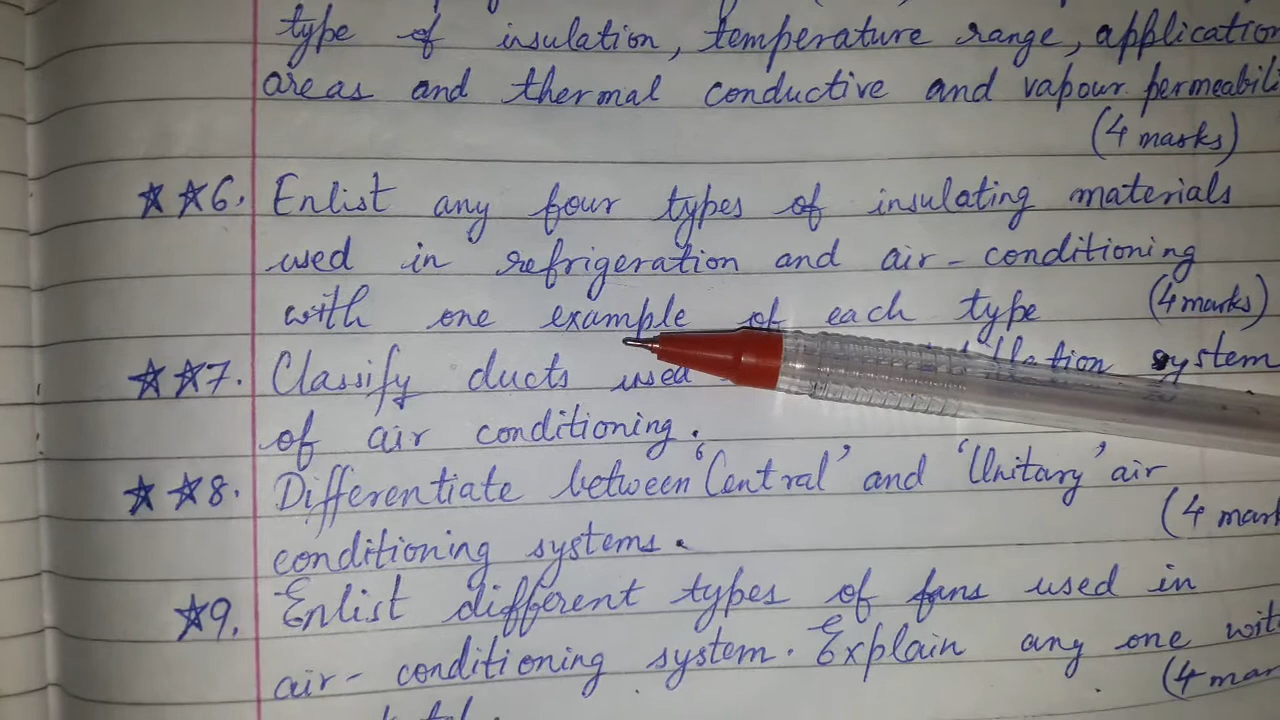 type of insulation, temperature range, application
areas and thermal conductive and vapour permeabili
(4 marks)
☆☆6. Enlist any four types of insulating materials
used in refrigeration and air-conditioning
with one example of each type (4 marks)
☆☆7. Classify ducts used system
of air conditioning.
☆☆8. Differentiate between 'Central' and 'Unitary' air
conditioning systems. (4 mark
☆9. Enlist different types of fans used in
air-conditioning system. Explain any one wit
(4 mar